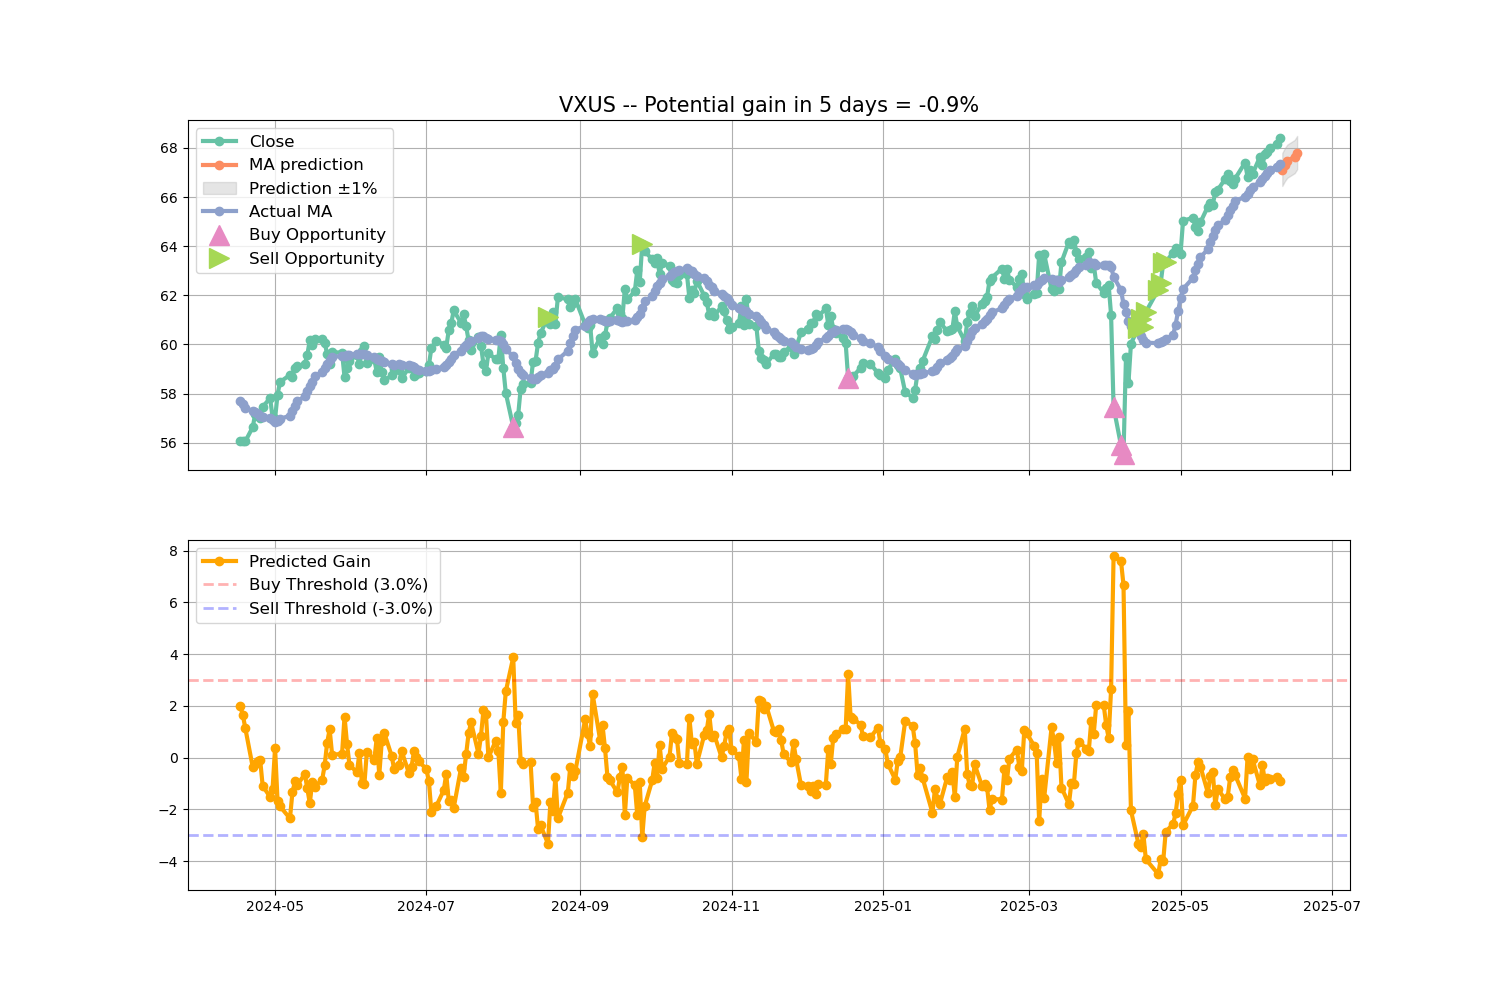 VXUS -- Potential gain in 5 days = -0.9%
Close
MA prediction
Prediction ±1%
Actual MA
Buy Opportunity
Sell Opportunity
68
66
64
62
60
58
56
Predicted Gain
Buy Threshold (3.0%)
Sell Threshold (-3.0%)
8
6
4
2
0
−2
−4
2024-05
2024-07
2024-09
2024-11
2025-01
2025-03
2025-05
2025-07